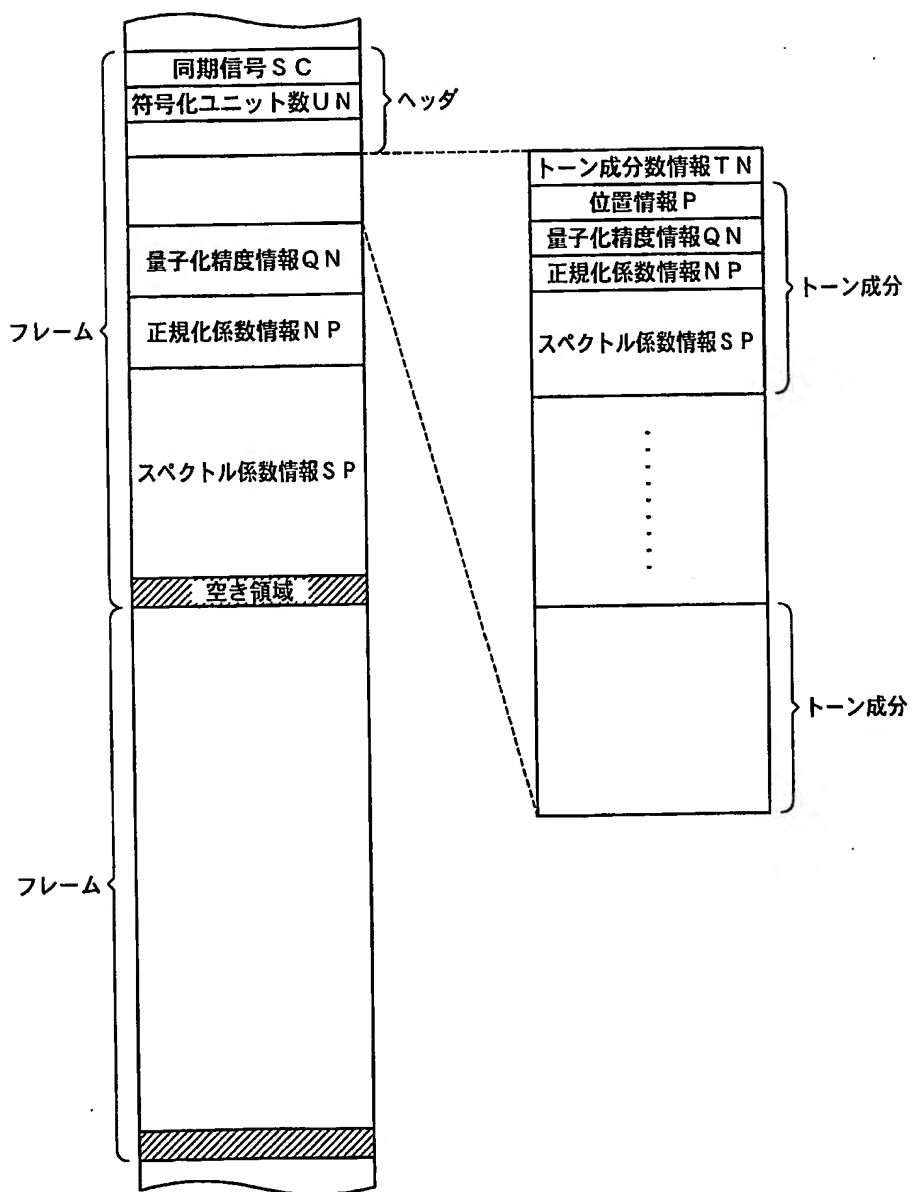 同期信号SC
符号化ユニット数UN
ヘッダ
量子化精度情報QN
正規化係数情報NP
フレーム
スペクトル係数情報SP
空き領域
フレーム
トーン成分数情報TN
位置情報P
量子化精度情報QN
正規化係数情報NP
トーン成分
スペクトル係数情報SP
トーン成分